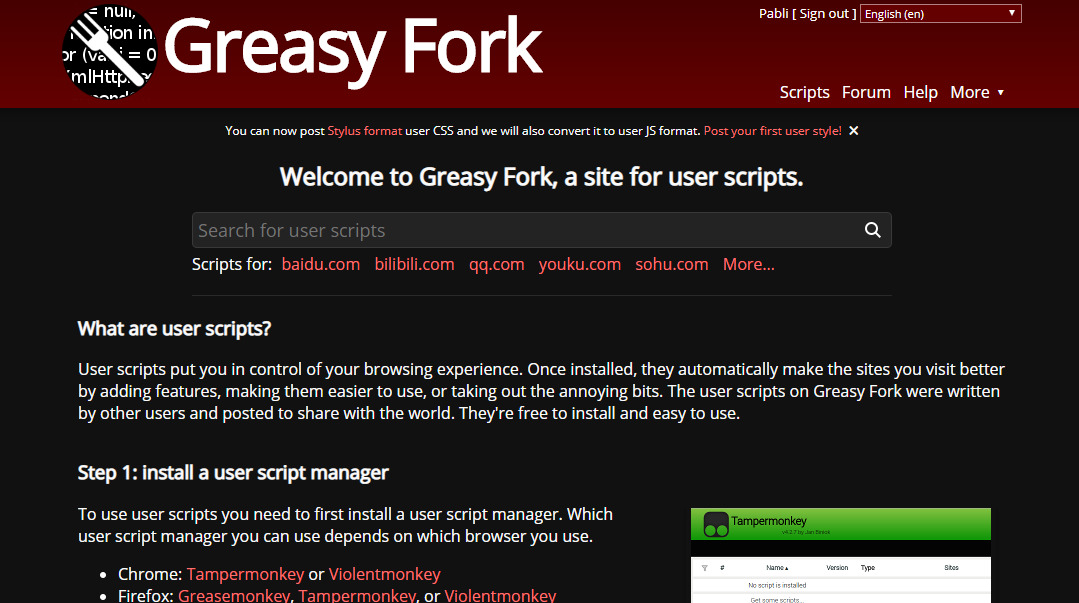 = null,
ion in
or (va i = 0
XmlHttp
cond
Greasy Fork
Pabli [ Sign out ] English (en)
Scripts Forum Help More
You can now post Stylus format user CSS and we will also convert it to user JS format. Post your first user style! ×
Welcome to Greasy Fork, a site for user scripts.
Search for user scripts
Scripts for: baidu.com bilibili.com qq.com youku.com sohu.com More...
What are user scripts?
User scripts put you in control of your browsing experience. Once installed, they automatically make the sites you visit better
by adding features, making them easier to use, or taking out the annoying bits. The user scripts on Greasy Fork were written
by other users and posted to share with the world. They're free to install and easy to use.
Step 1: install a user script manager
To use user scripts you need to first install a user script manager. Which
user script manager you can use depends on which browser you use.
• Chrome: Tampermonkey or Violentmonkey
• Firefox: Greasemonkey, Tampermonkey, or Violentmonkey
Tampermonkey
v4.2.7 by Jan Biniok
# Name Version Type Sites
No script is installed
Get some scripts...